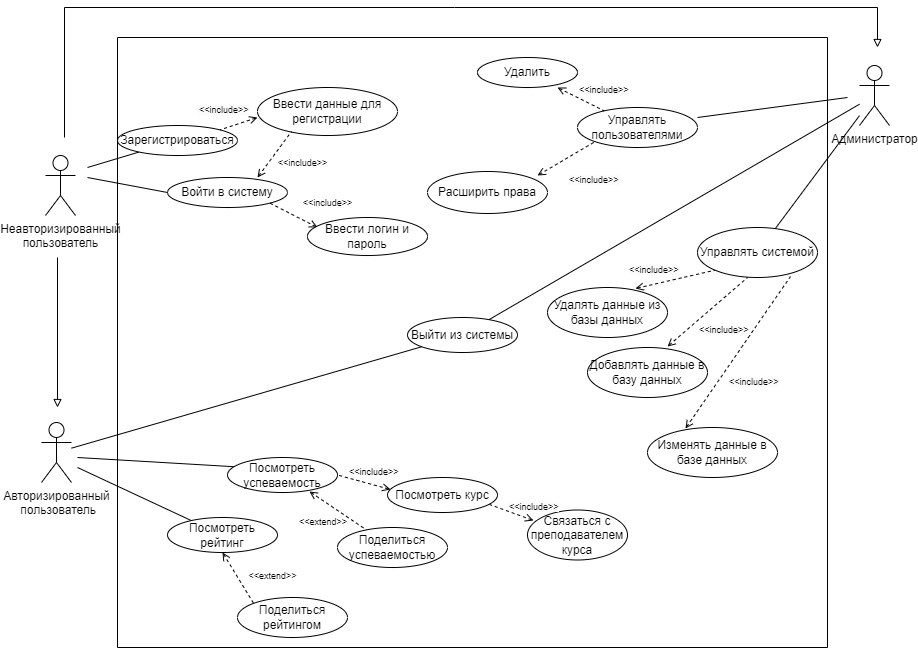 Удалить
<<include>>
<<include>>
Ввести данные для
регистрации
Управлять
пользователями
Зарегистрироваться
Администратор
<<include>>
<<include>>
Войти в систему
Расширить права
<<include>>
Неавторизированный
пользователь
Ввести логин и
пароль
Управлять системой
<<include>>
Удалять данные из
базы данных
<<include>>
Выйти из системы
Добавлять данные в
базу данных
<<include>>
Изменять данные в
базе данных
Авторизированный
пользователь
Посмотреть
успеваемость
<<include>>
Посмотреть курс
<<include>>
<<extend>>
Связаться с
преподавателем
курса
Посмотреть
рейтинг
Поделиться
успеваемостью
<<extend>>
Поделиться
рейтингом